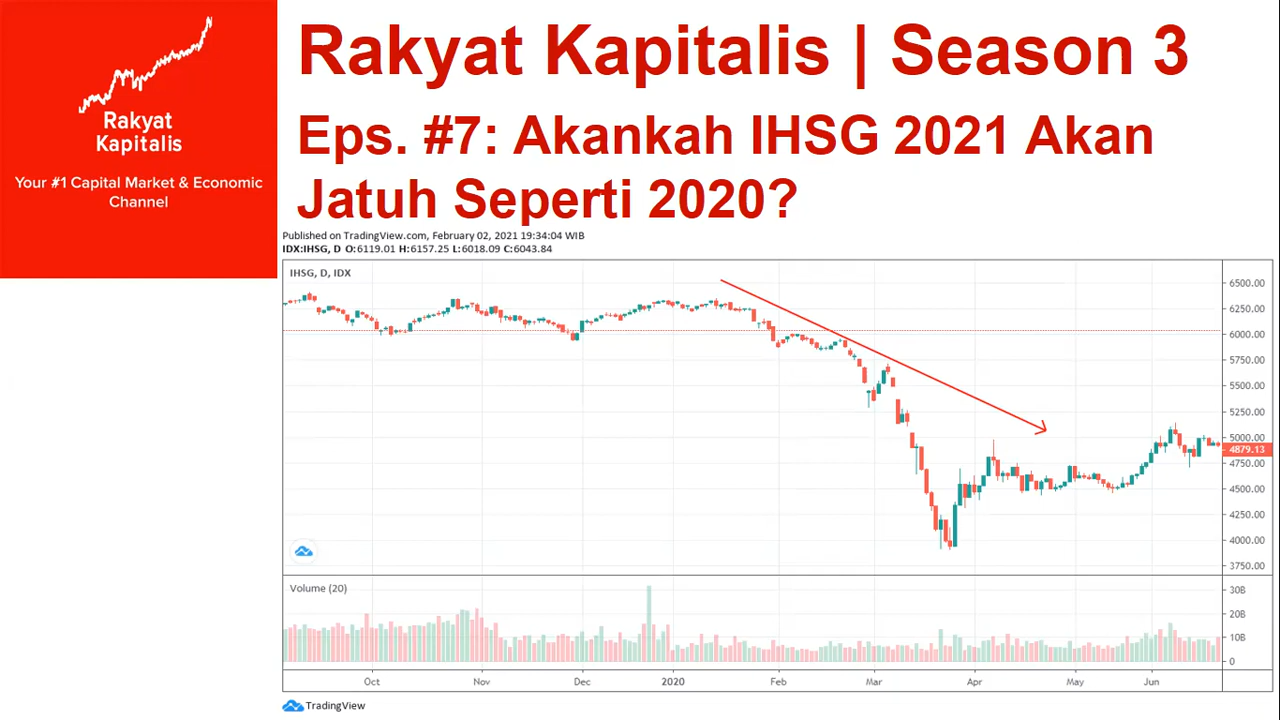 Rakyat
Kapitalis
Your #1 Capital Market & Economic
Channel
Rakyat Kapitalis | Season 3
Eps. #7: Akankah IHSG 2021 Akan
Jatuh Seperti 2020?
Published on TradingView.com, February 02, 2021 19:34:04 WIB
IDX:IHSG, D O:6119.01 H:6157.25 L:6018.09 C:6043.84
IHSG, D, IDX
6500.00
6250.00
6000.00
5750.00
5500.00
5250.00
5000.00
4879.13
4750.00
4500.00
4250.00
4000.00
3750.00
Volume (20)
30B
20B
10B
0
Oct Nov Dec 2020 Feb Mar Apr May Jun
TradingView